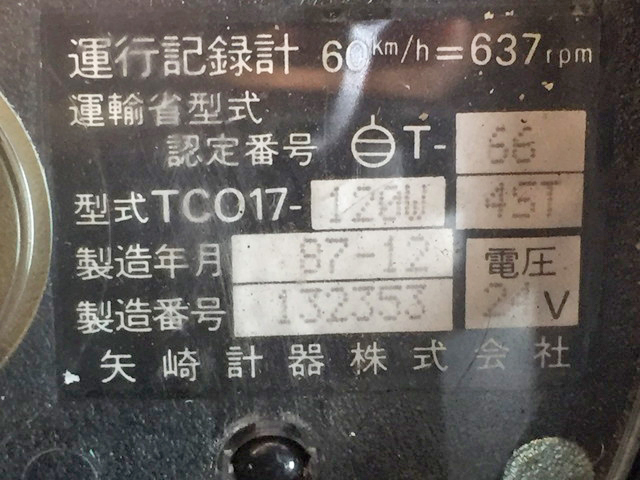 運行記録計 60km/h=637rpm
運輸省型式
認定番号 T-66
型式TCO17-120W 45T
製造年月 87-12 電圧
製造番号 132353 24V
矢崎計器株式会社